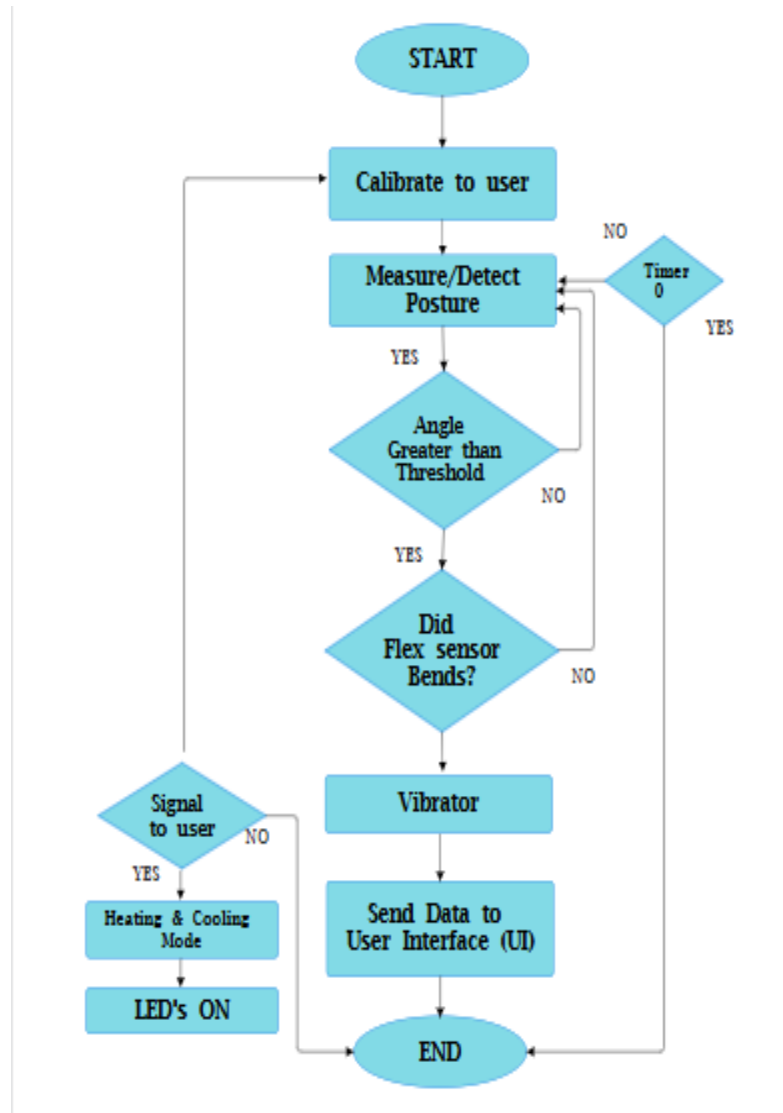 START
Calibrate to user
NO
Measure/Detect
Posture
Timer
0
YES
YES
Angle
Greater than
Threshold
NO
YES
Did
Flex sensor
Bends?
NO
Signal
to user
NO
YES
Vibrator
Heating & Cooling
Mode
Send Data to
User Interface (UI)
LED's ON
END